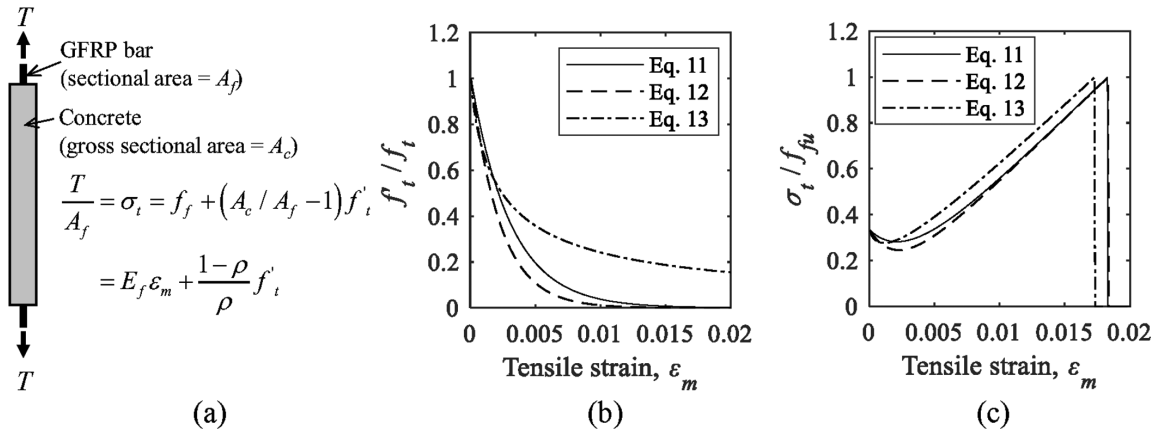 T
GFRP bar
(sectional area = A_f)
Concrete
(gross sectional area = A_c)
T / A_f = σ_t = f_f + (A_c / A_f − 1) f'_t
= E_f ε_m + (1−ρ)/ρ f'_t
T
(a)
f'_t / f_t
1.2
1
0.8
0.6
0.4
0.2
0
Eq. 11
Eq. 12
Eq. 13
0 0.005 0.01 0.015 0.02
Tensile strain, ε_m
(b)
σ_t / f_fu
1.2
1
0.8
0.6
0.4
0.2
0
Eq. 11
Eq. 12
Eq. 13
0 0.005 0.01 0.015 0.02
Tensile strain, ε_m
(c)